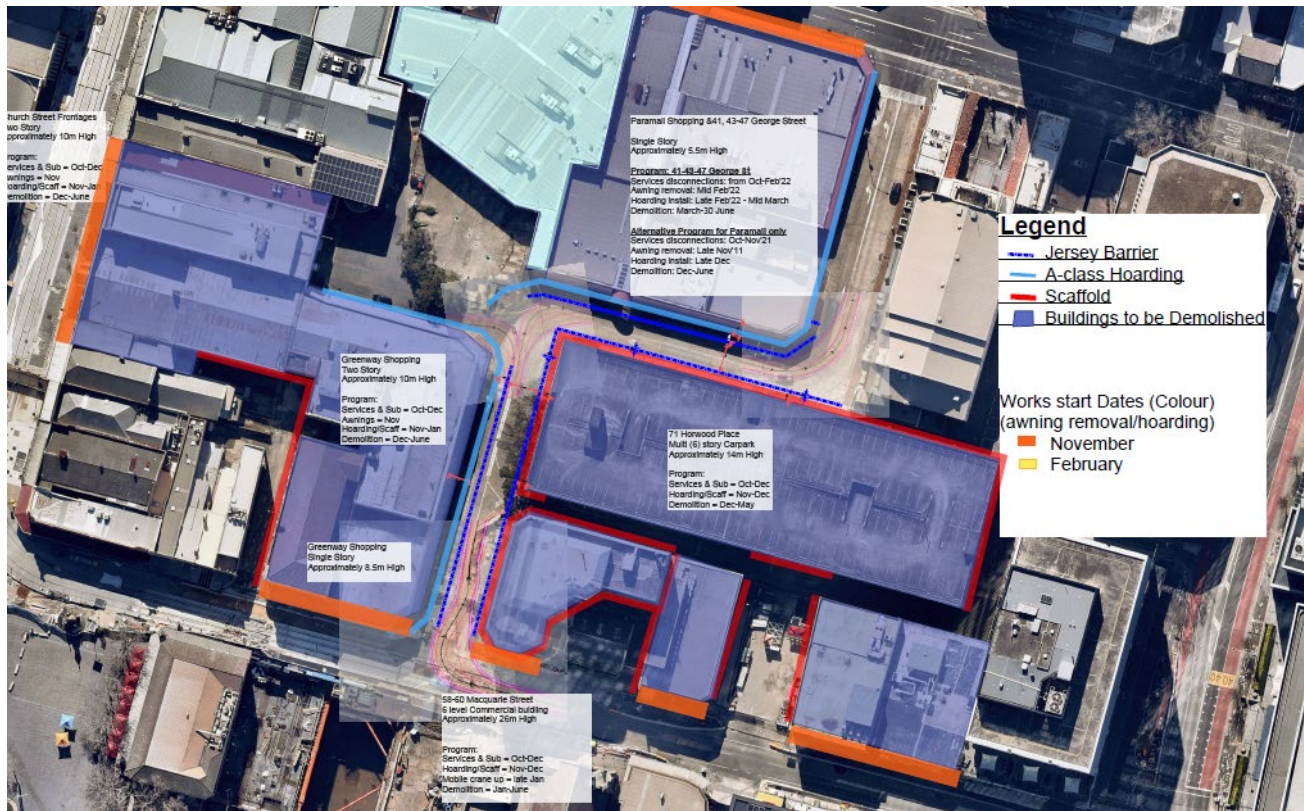 hurch Street Frontages
wo Story
pproximately 10m High
rogram:
Services & Sub = Oct-Dec
wnings = Nov
oarding/Scaff = Nov-Jan
emolition = Dec-June
Paramall Shopping &41, 43-47 George Street
Single Story
Approximately 5.5m High
Program: 41-43-47 George St
Services disconnections: from Oct-Feb'22
Awning removal: Mid Feb'22
Hoarding Install: Late Feb'22 - Mid March
Demolition: March-30 June
Alternative Program for Paramall only
Services disconnections: Oct-Nov'21
Awning removal: Late Nov'11
Hoarding Install: Late Dec
Demolition: Dec-June
Legend
Jersey Barrier
A-class Hoarding
Scaffold
Buildings to be Demolished
Works start Dates (Colour)
(awning removal/hoarding)
November
February
Greenway Shopping
Two Story
Approximately 10m High
Program:
Services & Sub = Oct-Dec
Awnings = Nov
Hoarding/Scaff = Nov-Jan
Demolition = Dec-June
71 Horwood Place
Multi (6) story Carpark
Approximately 14m High
Program:
Services & Sub = Oct-Dec
Hoarding/Scaff = Nov-Dec
Demolition = Dec-May
Greenway Shopping
Single Story
Approximately 8.5m High
58-60 Macquarie Street
6 level Commercial buidling
Approximately 26m High
Program:
Services & Sub = Oct-Dec
Hoarding/Scaff = Nov-Dec
Mobile crane up = late Jan
Demolition = Jan-June
4040